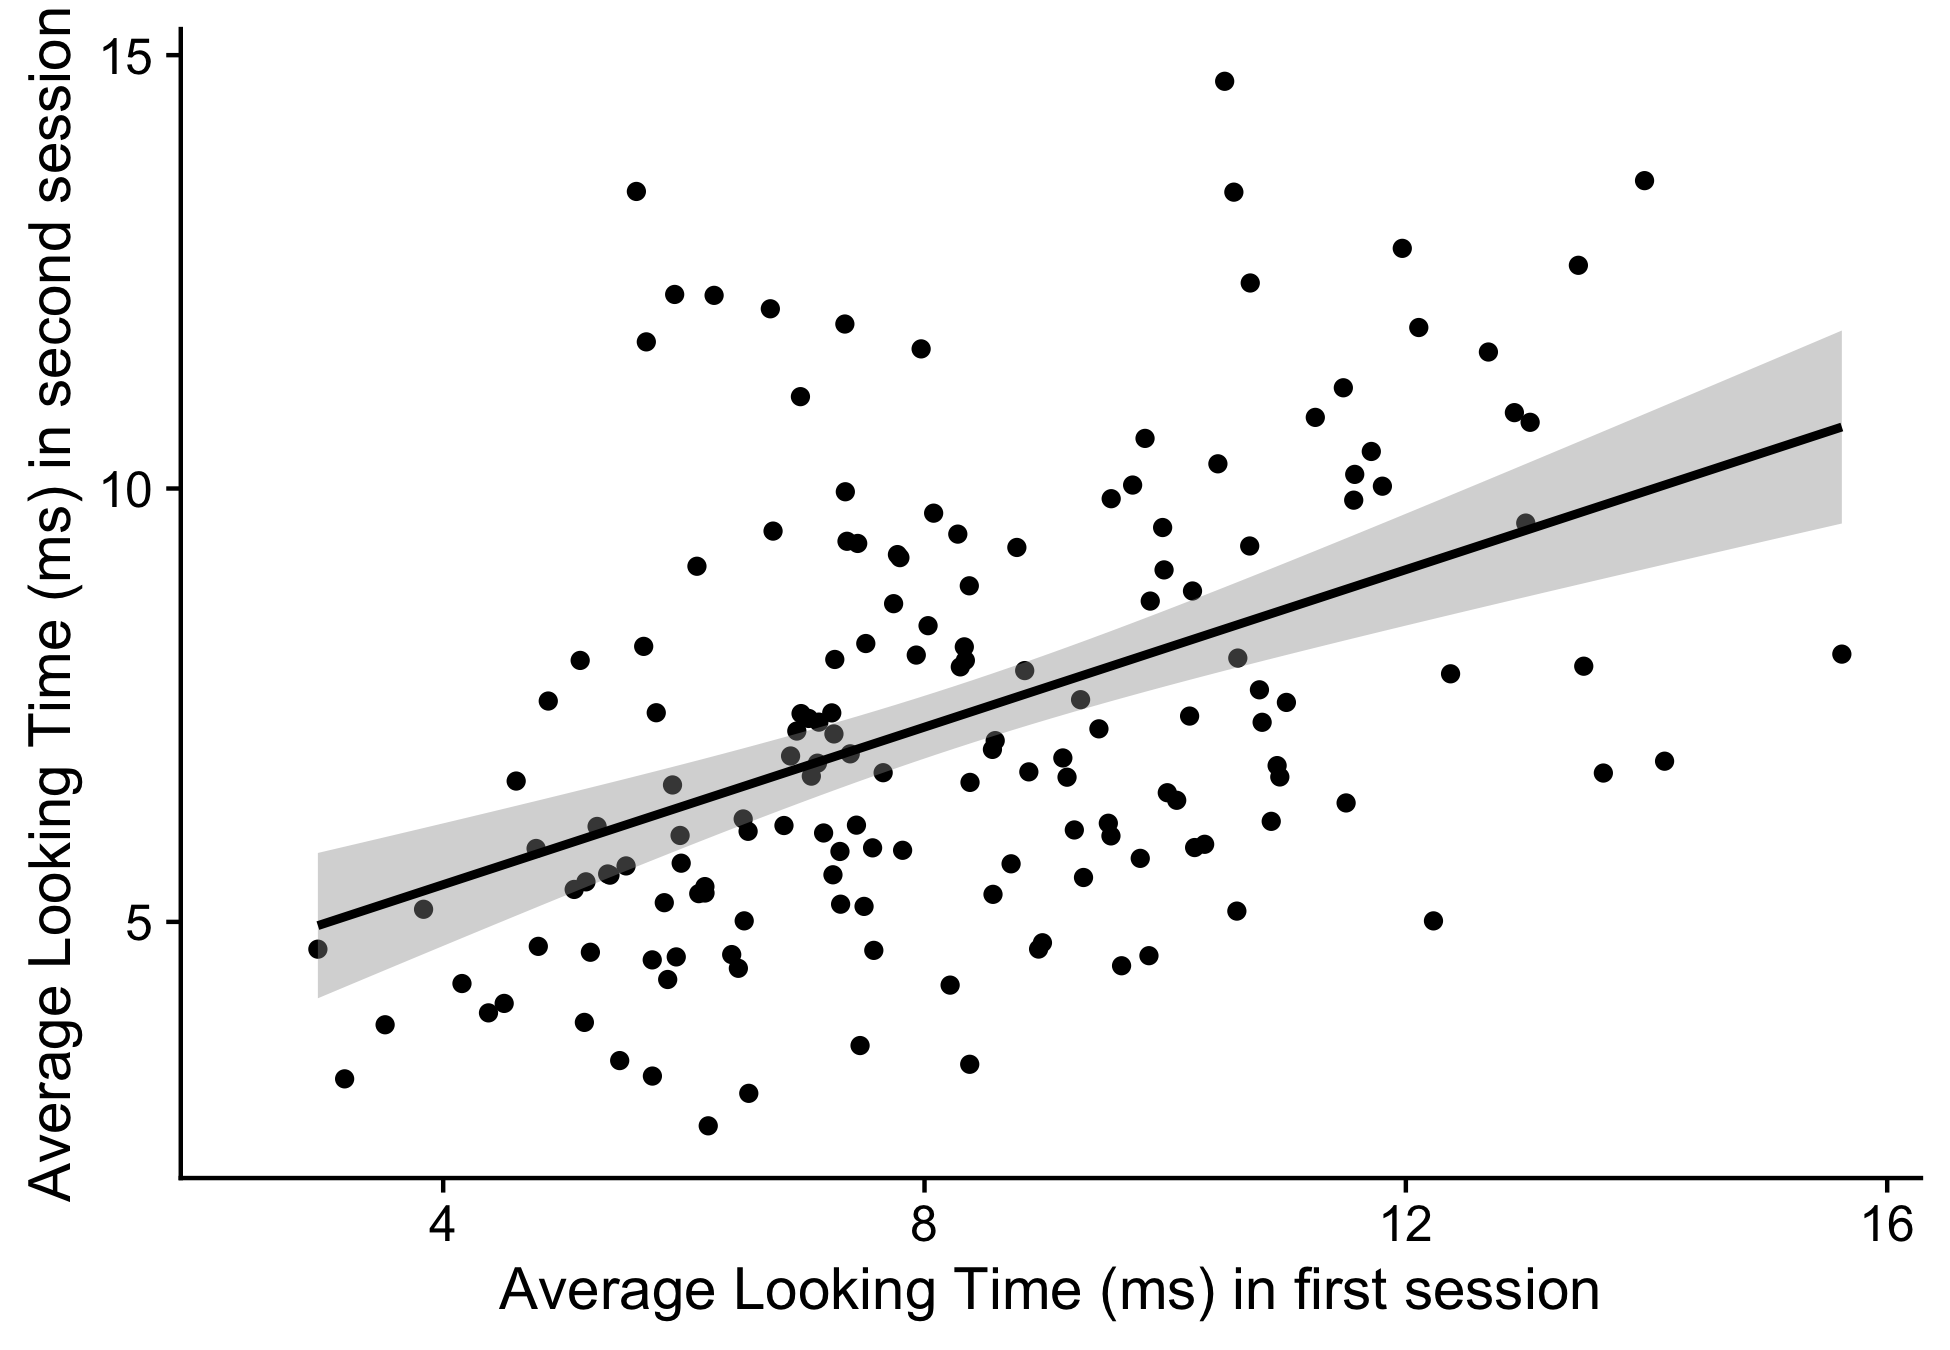 Average Looking Time (ms) in second session
15
10
5
4 8 12 16
Average Looking Time (ms) in first session